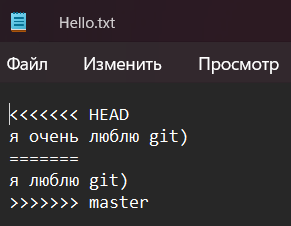 Hello.txt
Файл Изменить Просмотр
<<<<<<< HEAD
я очень люблю git)
=======
я люблю git)
>>>>>>> master